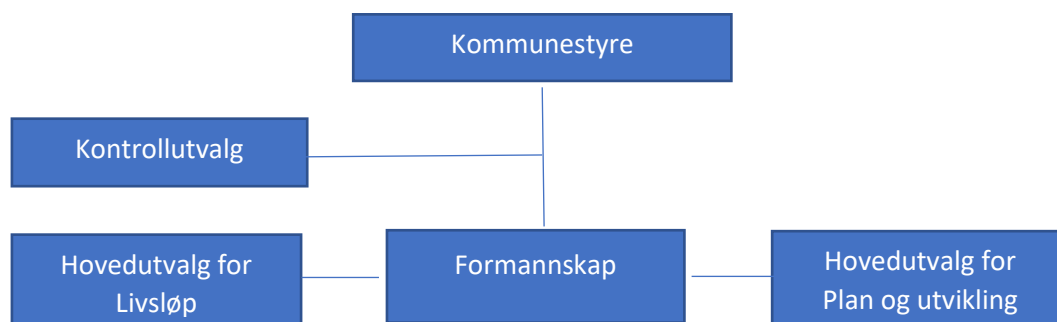 Kommunestyre
Kontrollutvalg
Hovedutvalg for
Livsløp
Formannskap
Hovedutvalg for
Plan og utvikling